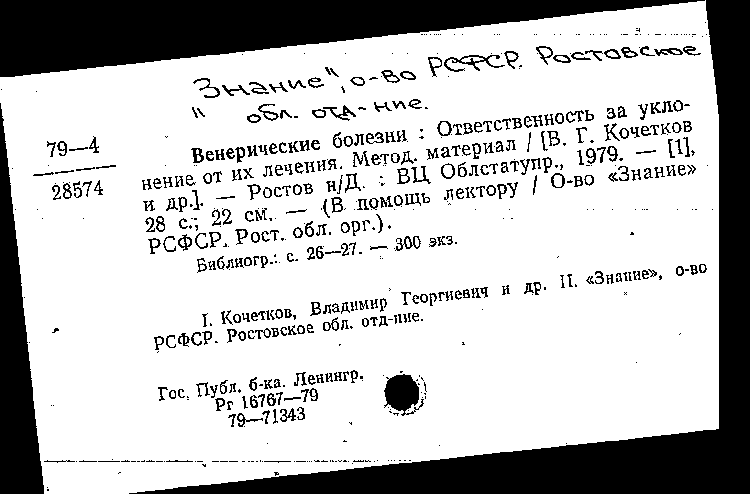 "Знание", о-во РСФСР. Ростовское
обл. отд-ние.
79—4
28574
Венерические болезни : Ответственность за укло-
нение от их лечения. Метод. материал / [В. Г. Кочетков
и др.]. — Ростов н/Д. : ВЦ Облстатупр., 1979. — [1],
28 с.; 22 см. — (В помощь лектору / О-во «Знание»
РСФСР. Рост. обл. орг.).
Библиогр.: с. 26—27. — 300 экз.
I. Кочетков, Владимир Георгиевич и др. II. «Знание», о-во
РСФСР. Ростовское обл. отд-ние.
Гос. Публ. б-ка. Ленингр.
Рг 16767—79
79—71343